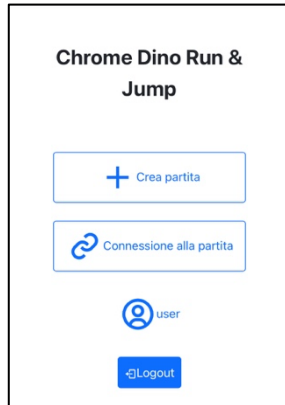 Chrome Dino Run &
Jump
Crea partita
Connessione alla partita
user
Logout